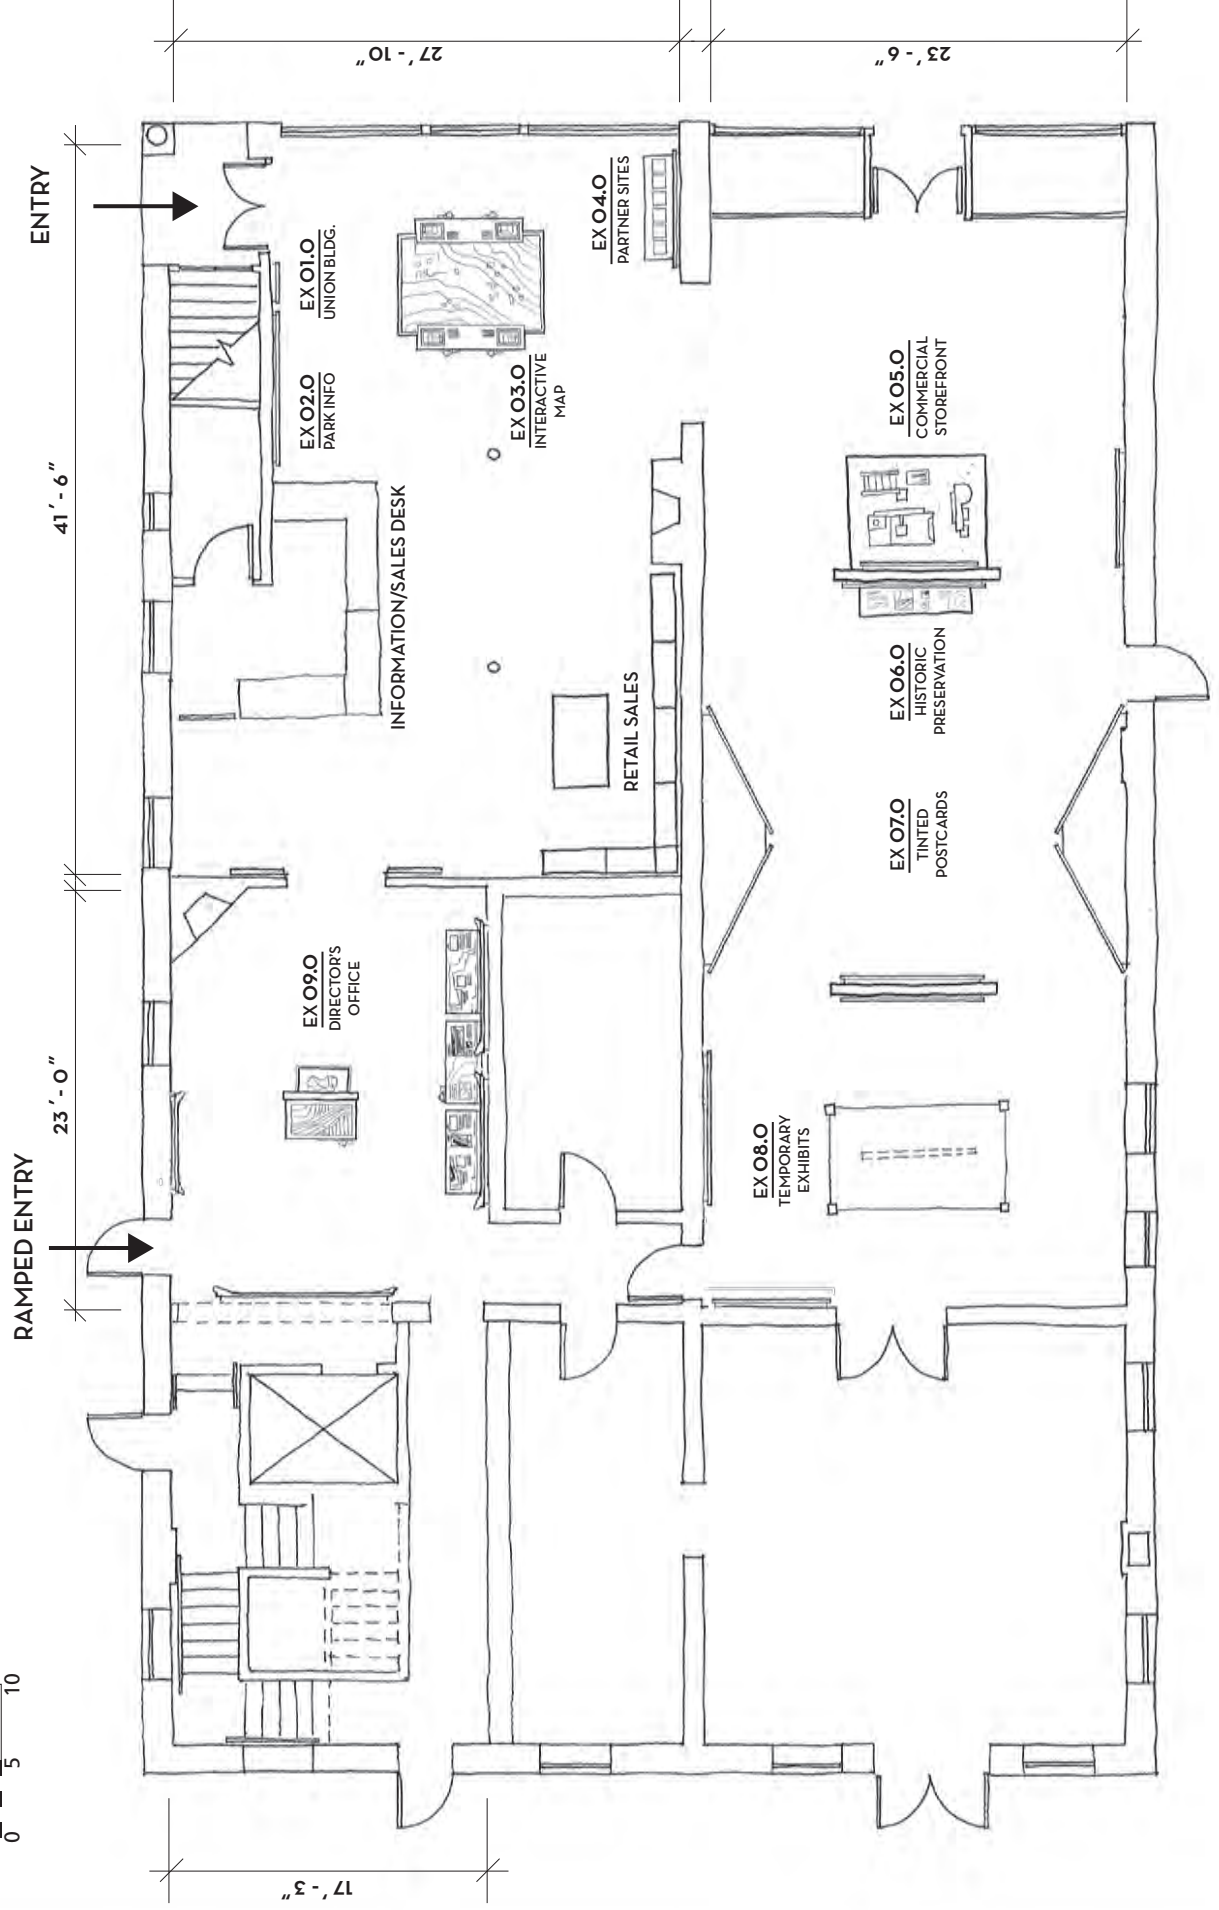 ENTRY
RAMPED ENTRY
41' - 6"
23' - 0"
27' - 10"
23' - 6"
17' - 3"
EX 01.0
UNION BLDG.
EX 02.0
PARK INFO
EX 03.0
INTERACTIVE
MAP
EX 04.0
PARTNER SITES
EX 05.0
COMMERCIAL
STOREFRONT
EX 06.0
HISTORIC
PRESERVATION
EX 07.0
TINTED
POSTCARDS
EX 08.0
TEMPORARY
EXHIBITS
EX 09.0
DIRECTOR'S
OFFICE
INFORMATION/SALES DESK
RETAIL SALES
0 5 10